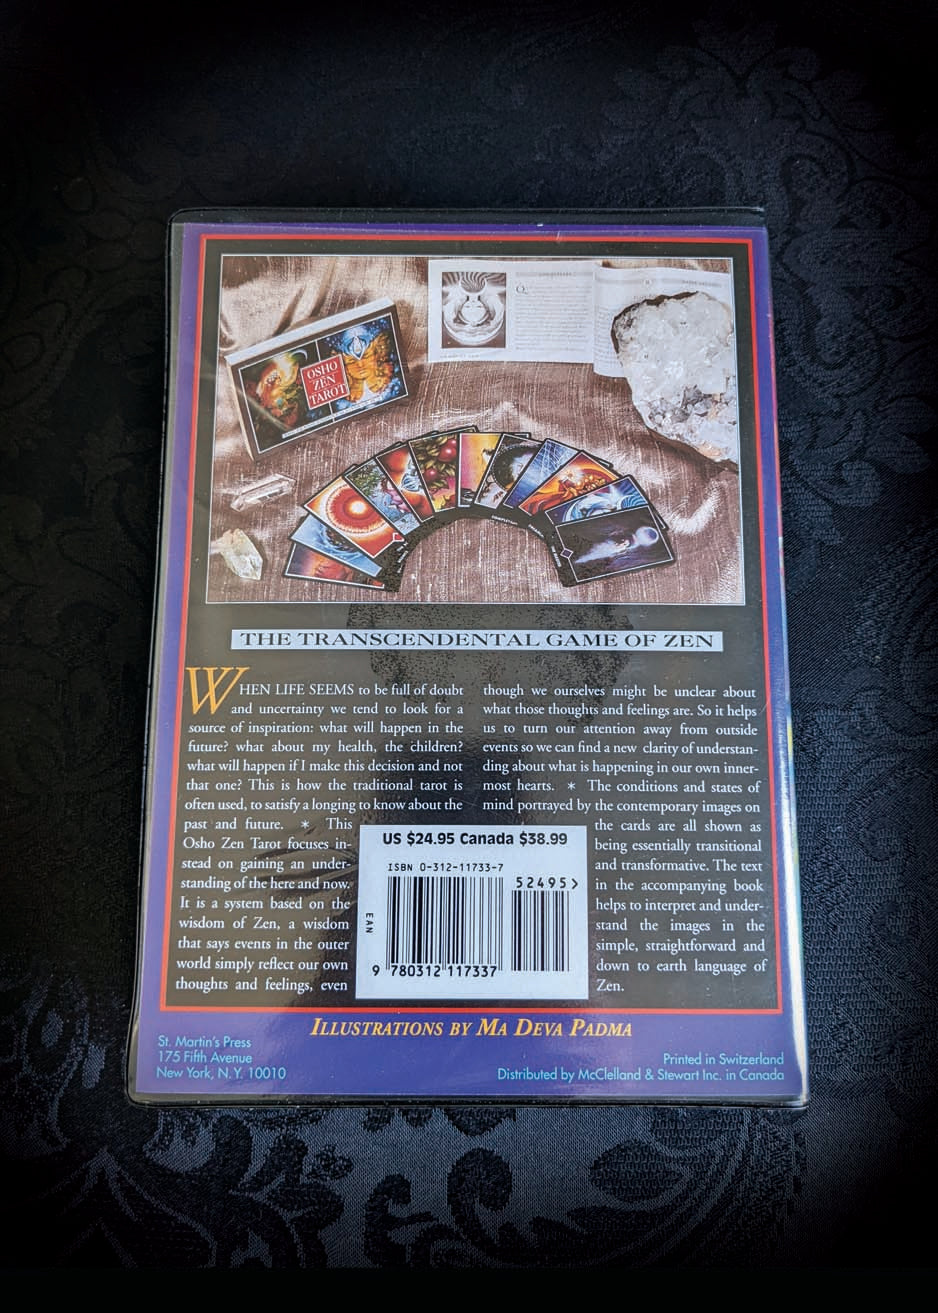 OSHO
ZEN
TAROT
THE TRANSCENDENTAL GAME OF ZEN
WHEN LIFE SEEMS to be full of doubt
and uncertainty we tend to look for a
source of inspiration: what will happen in the
future? what about my health, the children?
what will happen if I make this decision and not
that one? This is how the traditional tarot is
often used, to satisfy a longing to know about the
past and future. * This
Osho Zen Tarot focuses in-
stead on gaining an under-
standing of the here and now.
It is a system based on the
wisdom of Zen, a wisdom
that says events in the outer
world simply reflect our own
thoughts and feelings, even
though we ourselves might be unclear about
what those thoughts and feelings are. So it helps
us to turn our attention away from outside
events so we can find a new clarity of understan-
ding about what is happening in our own inner-
most hearts. * The conditions and states of
mind portrayed by the contemporary images on
the cards are all shown as
being essentially transitional
and transformative. The text
in the accompanying book
helps to interpret and under-
stand the images in the
simple, straightforward and
down to earth language of
Zen.
US $24.95 Canada $38.99
ISBN 0-312-11733-7
52495>
EAN
9 780312 117337
ILLUSTRATIONS BY MA DEVA PADMA
St. Martin's Press
175 Fifth Avenue
New York, N.Y. 10010
Printed in Switzerland
Distributed by McClelland & Stewart Inc. in Canada